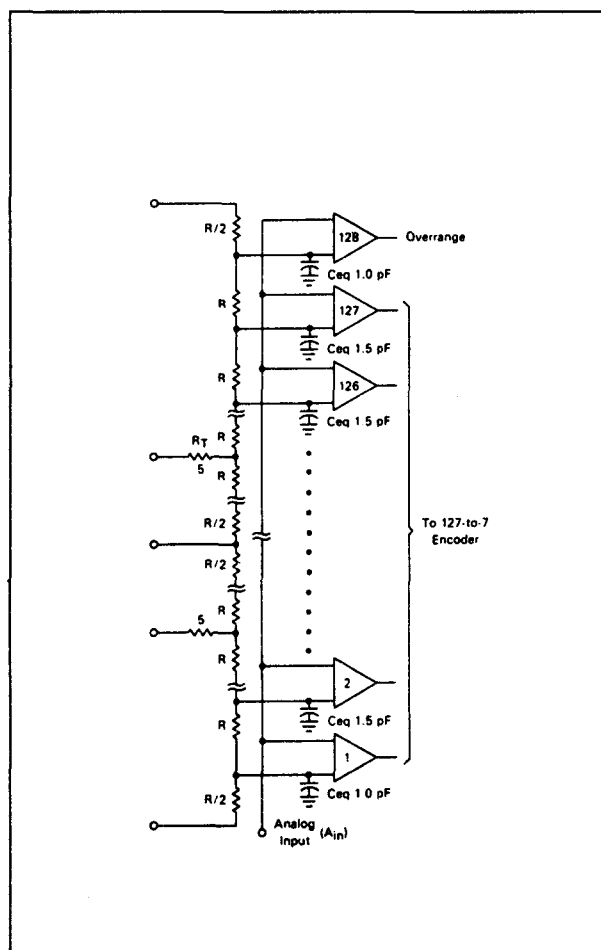 R/2
12B
Overrange
Ceq 1.0 pF
R
127
Ceq 1.5 pF
R
126
Ceq 1.5 pF
R
RT
5
R
To 127-to-7
Encoder
R/2
R/2
5
R
R
2
Ceq 1.5 pF
R
1
Ceq 1 0 pF
R/2
Analog (Ain)
Input